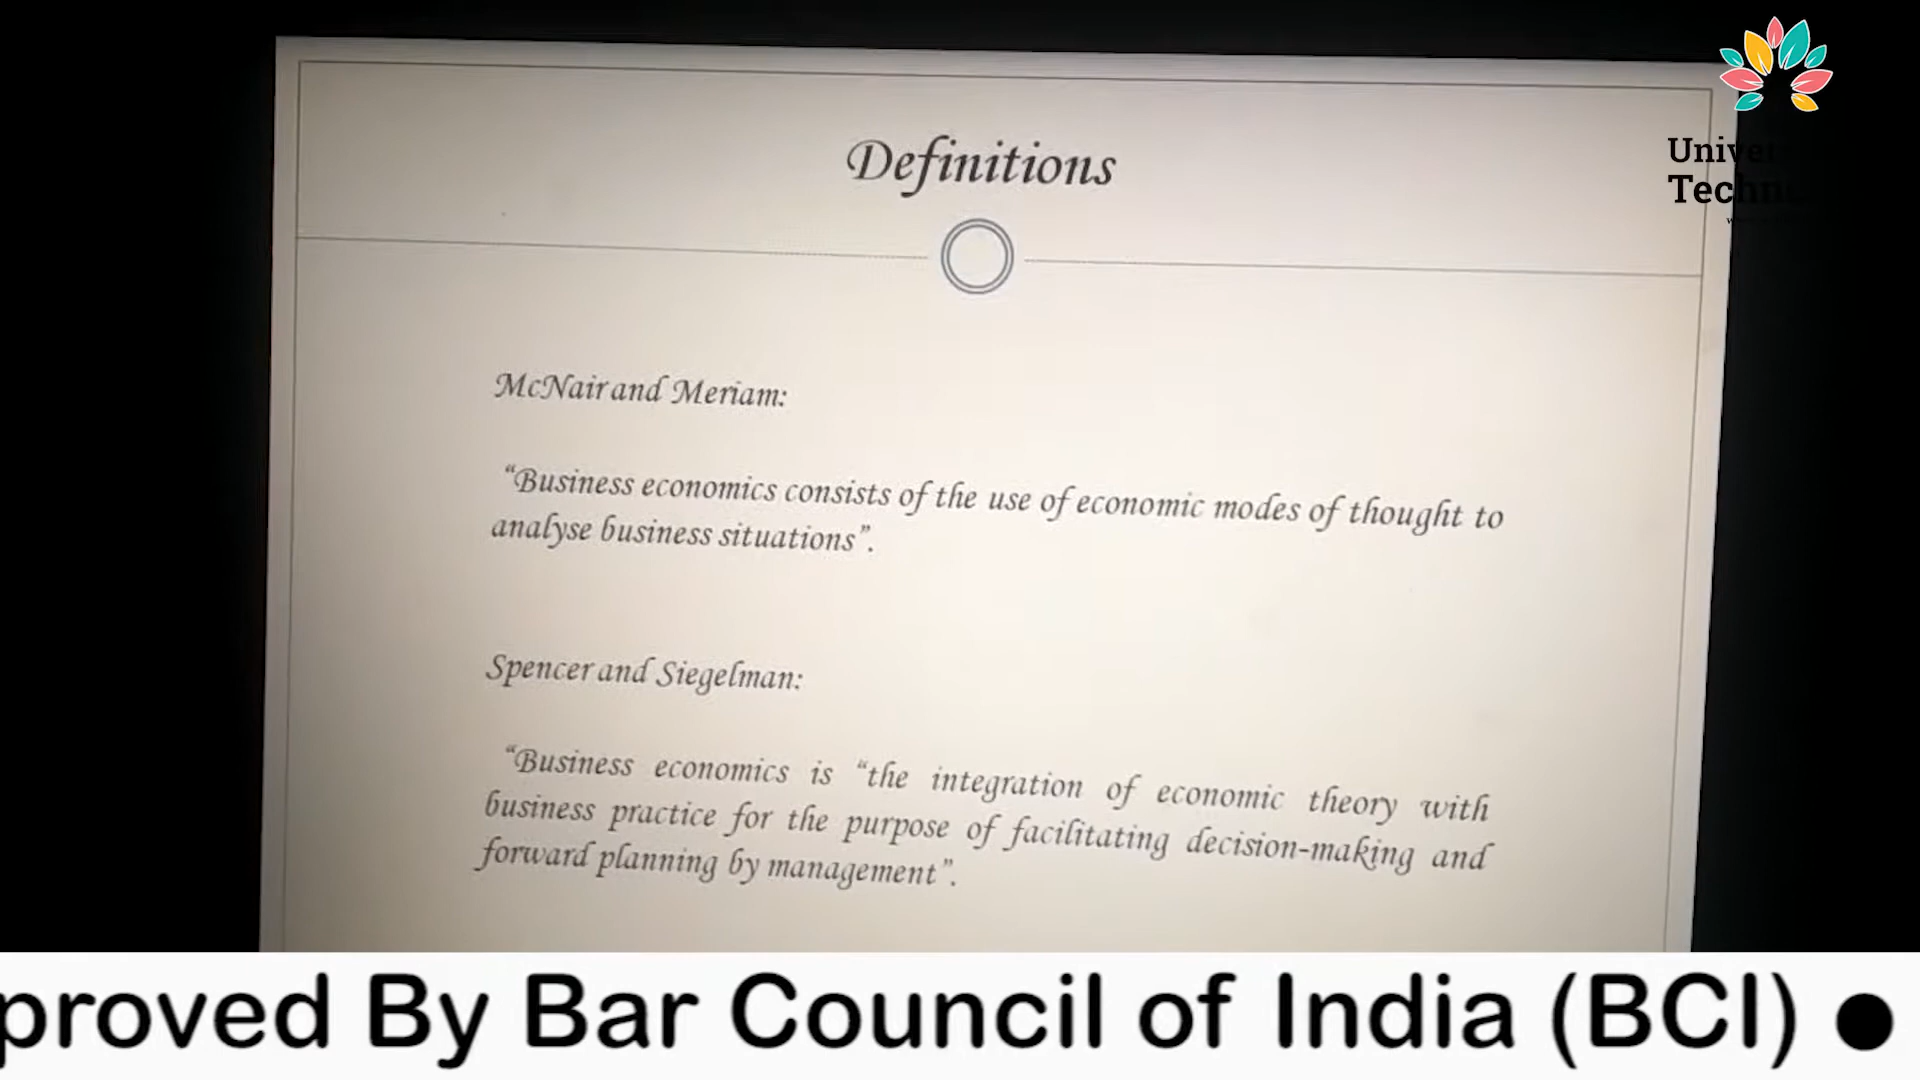 Definitions
McNair and Meriam:
“Business economics consists of the use of economic modes of thought to
analyse business situations”.
Spencer and Siegelman:
“Business economics is “the integration of economic theory with
business practice for the purpose of facilitating decision-making and
forward planning by management”.
proved By Bar Council of India (BCI) ●